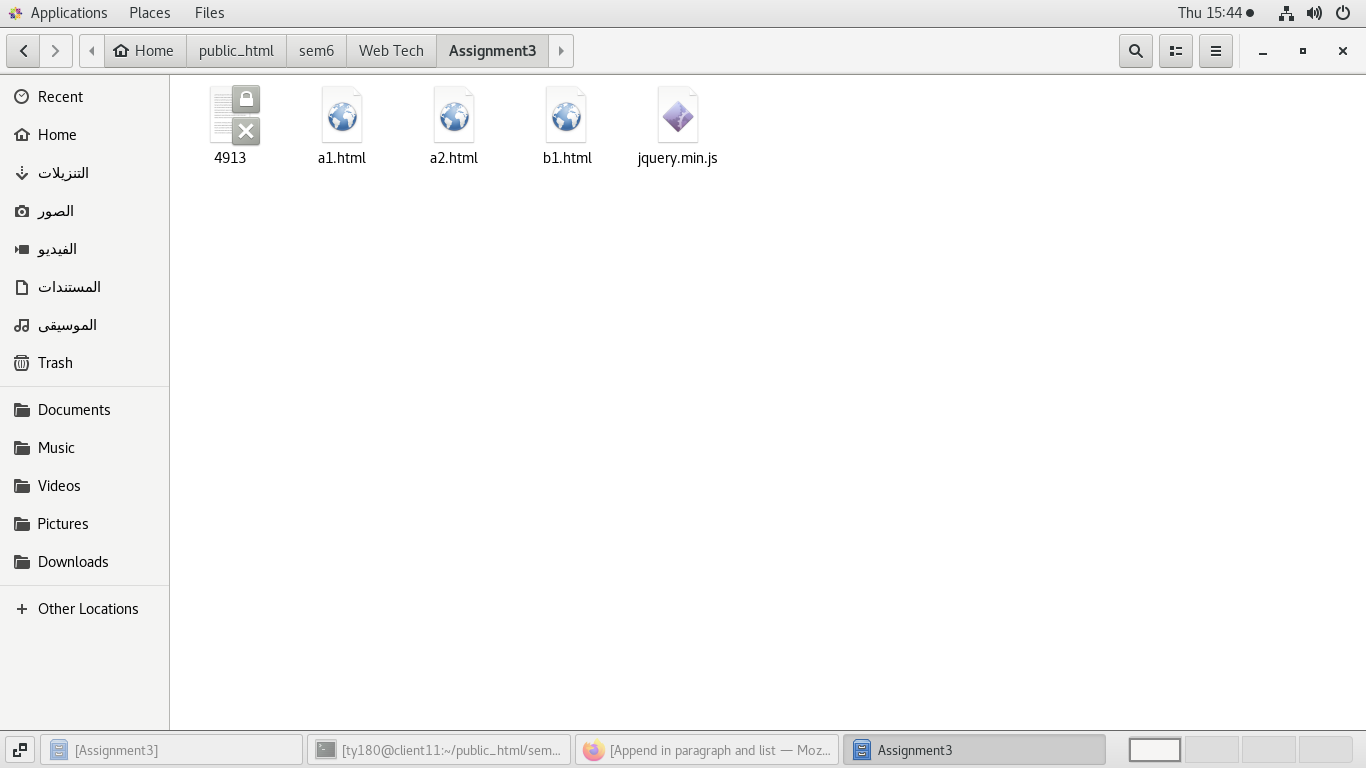 Applications Places Files Thu 15:44
Home public_html sem6 Web Tech Assignment3
Recent
Home
التنزيلات
الصور
الفيديو
المستندات
الموسيقى
Trash
Documents
Music
Videos
Pictures
Downloads
Other Locations
4913 a1.html a2.html b1.html jquery.min.js
[Assignment3] [ty180@client11:~/public_html/sem... [Append in paragraph and list — Moz... Assignment3